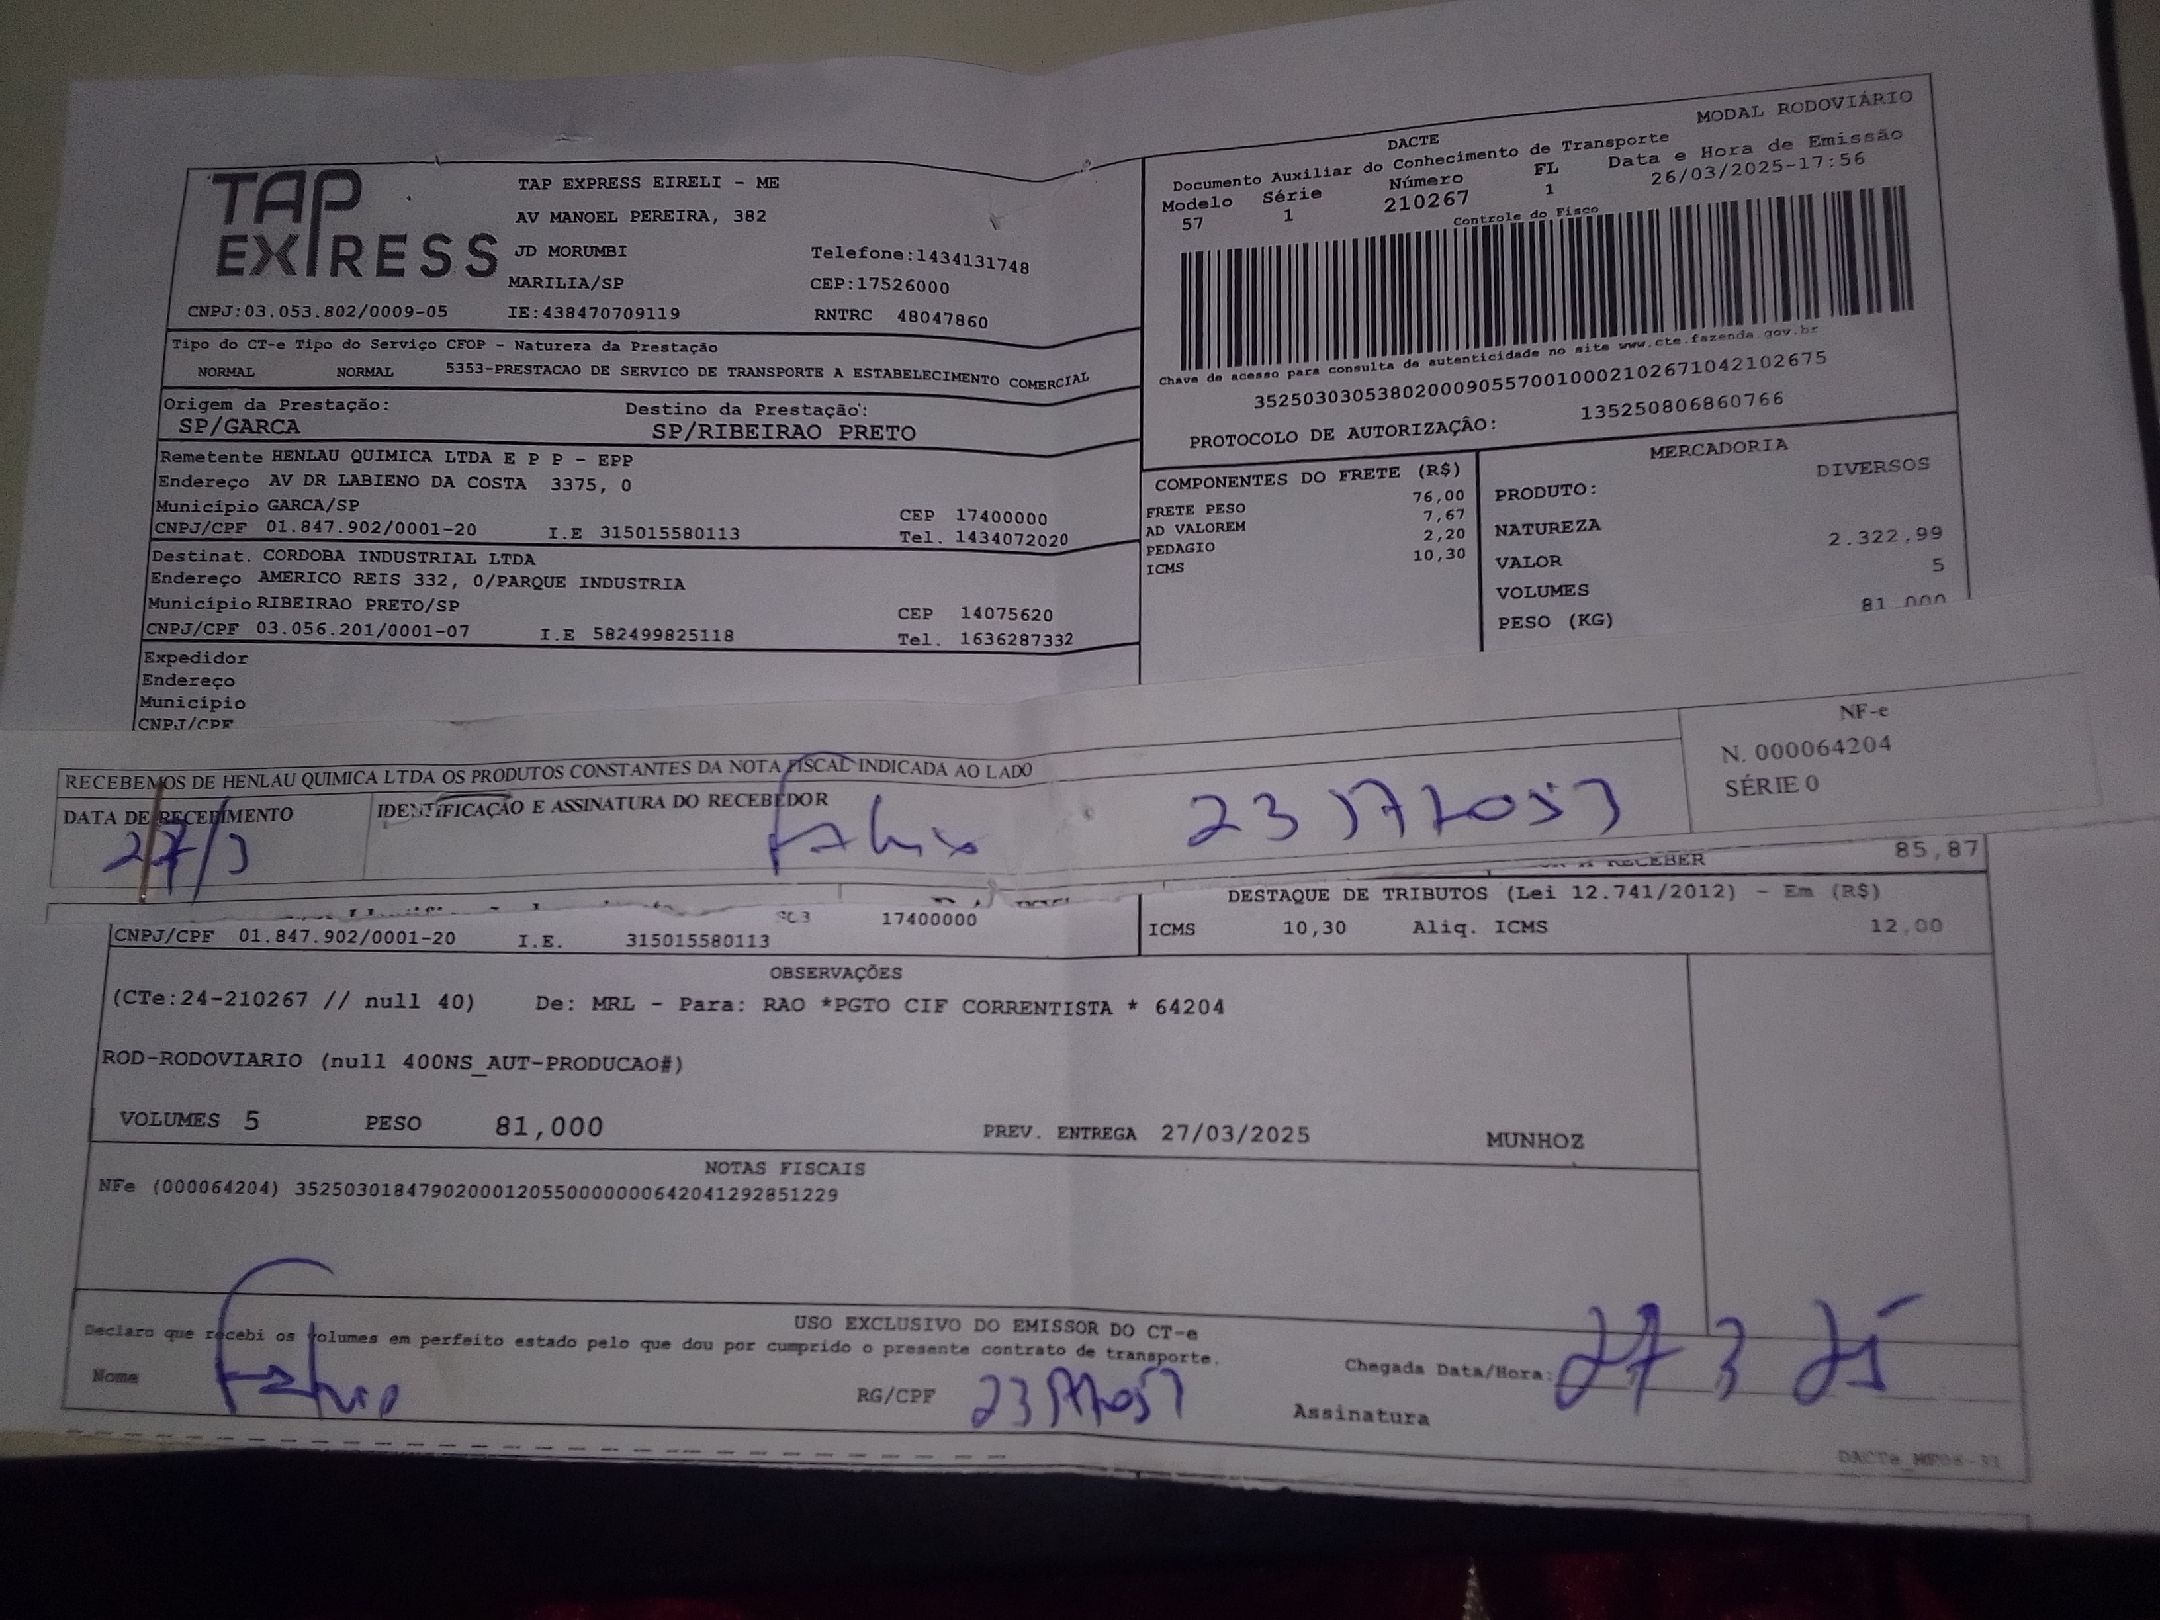 TAP
EXPRESS
TAP EXPRESS EIRELI - ME
AV MANOEL PEREIRA, 382
JD MORUMBI
Telefone:1434131748
MARILIA/SP
CEP:17526000
CNPJ:03.053.802/0009-05 IE:438470709119 RNTRC 48047860
MODAL RODOVIÁRIO
DACTE
Documento Auxiliar do Conhecimento de Transporte
Modelo Série Número FL Data e Hora de Emissão
57 1 210267 1 26/03/2025-17:56
Controle do Fisco
Chave de acesso para consulta de autenticidade no site www.cte.fazenda.gov.br
35250303053802000905570010002102671042102675
PROTOCOLO DE AUTORIZAÇÂO: 135250806860766
Tipo do CT-e Tipo do Serviço CFOP - Natureza da Prestação
NORMAL NORMAL 5353-PRESTACAO DE SERVICO DE TRANSPORTE A ESTABELECIMENTO COMERCIAL
Origem da Prestação: Destino da Prestação:
SP/GARCA SP/RIBEIRAO PRETO
Remetente HENLAU QUIMICA LTDA E P P - EPP
Endereço AV DR LABIENO DA COSTA 3375, 0
Município GARCA/SP CEP 17400000
CNPJ/CPF 01.847.902/0001-20 I.E 315015580113 Tel. 1434072020
Destinat. CORDOBA INDUSTRIAL LTDA
Endereço AMERICO REIS 332, 0/PARQUE INDUSTRIA
Município RIBEIRAO PRETO/SP CEP 14075620
CNPJ/CPF 03.056.201/0001-07 I.E 582499825118 Tel. 1636287332
Expedidor
Endereço
Município
CNPJ/CPF
COMPONENTES DO FRETE (R$)
FRETE PESO 76,00
AD VALOREM 7,67
PEDAGIO 2,20
ICMS 10,30
MERCADORIA
PRODUTO: DIVERSOS
NATUREZA
VALOR 2.322,99
VOLUMES 5
PESO (KG) 81,000
RECEBEMOS DE HENLAU QUIMICA LTDA OS PRODUTOS CONSTANTES DA NOTA FISCAL INDICADA AO LADO
NF-e
N. 000064204
SÉRIE 0
DATA DE RECEBIMENTO IDENTIFICAÇÃO E ASSINATURA DO RECEBEDOR
27/3
A RECEBER 85,87
17400000
CNPJ/CPF 01.847.902/0001-20 I.E. 315015580113
DESTAQUE DE TRIBUTOS (Lei 12.741/2012) - Em (R$)
ICMS 10,30 Aliq. ICMS 12,00
OBSERVAÇÕES
(CTe:24-210267 // null 40) De: MRL - Para: RAO *PGTO CIF CORRENTISTA * 64204
ROD-RODOVIARIO (null 400NS_AUT-PRODUCAO#)
VOLUMES 5 PESO 81,000 PREV. ENTREGA 27/03/2025 MUNHOZ
NOTAS FISCAIS
NFe (000064204) 35250301847902000120550000000642041292851229
USO EXCLUSIVO DO EMISSOR DO CT-e
Declaro que recebi os volumes em perfeito estado pelo que dou por cumprido o presente contrato de transporte.
Nome RG/CPF Chegada Data/Hora: 27 3 25
Assinatura